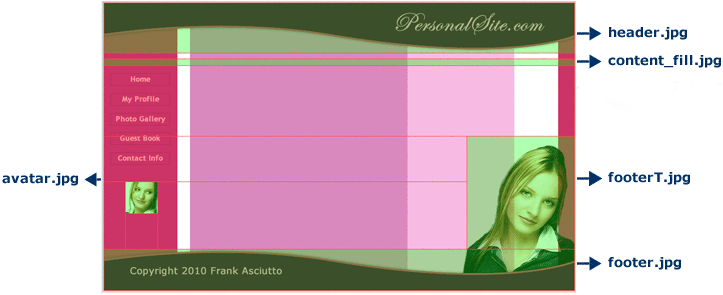 PersonalSite.com
header.jpg
content_fill.jpg
Home
My Profile
Photo Gallery
Guest Book
Contact Info
avatar.jpg
footerT.jpg
footer.jpg
Copyright 2010 Frank Asciutto